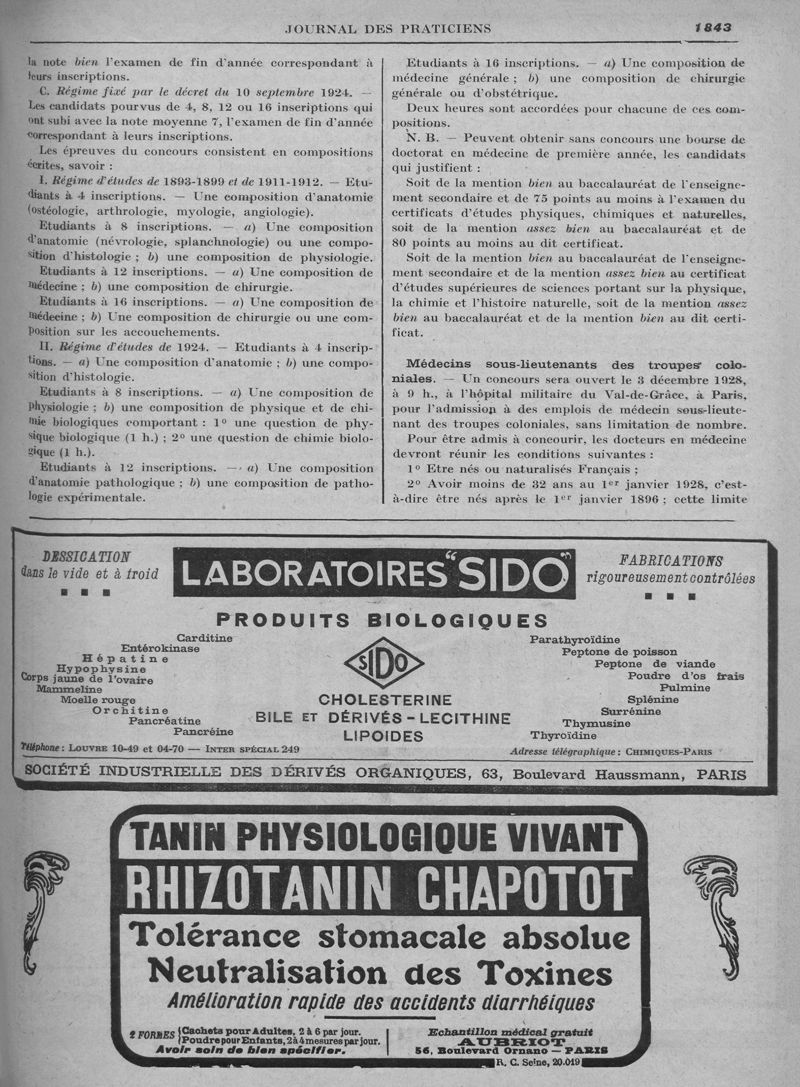 JOURNAL DES PRATICIENS
1843
la note bien l'examen de fin d'année correspondant à
leurs inscriptions.
C. Régime fixé par le décret du 10 septembre 1924. —
Les candidats pourvus de 4, 8, 12 ou 16 inscriptions qui
ont subi avec la note moyenne 7, l'examen de fin d'année
correspondant à leurs inscriptions.
Les épreuves du concours consistent en compositions
écrites, savoir :
I. Régime d'études de 1893-1899 et de 1911-1912. — Etu-
diants à 4 inscriptions. — Une composition d'anatomie
(ostéologie, arthrologie, myologie, angiologie).
Etudiants à 8 inscriptions. — a) Une composition
d'anatomie (névrologie, splanchnologie) ou une compo-
sition d'histologie ; b) une composition de physiologie.
Etudiants à 12 inscriptions. — a) Une composition de
médecine ; b) une composition de chirurgie.
Etudiants à 16 inscriptions. — a) Une composition de
médecine ; b) Une composition de chirurgie ou une com-
position sur les accouchements.
II. Régime d'études de 1924. — Etudiants à 4 inscrip-
tions. — a) Une composition d'anatomie ; b) une compo-
sition d'histologie.
Etudiants à 8 inscriptions. — a) Une composition de
physiologie ; b) une composition de physique et de chi-
mie biologiques comportant : 1º une question de phy-
sique biologique (1 h.) ; 2º une question de chimie biolo-
gique (1 h.).
Etudiants à 12 inscriptions. — a) Une composition
d'anatomie pathologique ; b) une composition de patho-
logie expérimentale.
Etudiants à 16 inscriptions. — a) Une composition de
médecine générale ; b) une composition de chirurgie
générale ou d'obstétrique.
Deux heures sont accordées pour chacune de ces com-
positions.
N. B. — Peuvent obtenir sans concours une bourse de
doctorat en médecine de première année, les candidats
qui justifient :
Soit de la mention bien au baccalauréat de l'enseigne-
ment secondaire et de 75 points au moins à l'examen du
certificats d'études physiques, chimiques et naturelles,
soit de la mention assez bien au baccalauréat et de
80 points au moins au dit certificat.
Soit de la mention bien au baccalauréat de l'enseigne-
ment secondaire et de la mention assez bien au certificat
d'études supérieures de sciences portant sur la physique,
la chimie et l'histoire naturelle, soit de la mention assez
bien au baccalauréat et de la mention bien au dit certi-
ficat.
Médecins sous-lieutenants des troupes colo-
niales. — Un concours sera ouvert le 3 décembre 1928,
à 9 h., à l'hôpital militaire du Val-de-Grâce, à Paris,
pour l'admission à des emplois de médecin sous-lieute-
nant des troupes coloniales, sans limitation de nombre.
Pour être admis à concourir, les docteurs en médecine
devront réunir les conditions suivantes :
1º Etre nés ou naturalisés Français ;
2º Avoir moins de 32 ans au 1er janvier 1928, c'est-
à-dire être nés après le 1er janvier 1896 ; cette limite
DESSICATION
dans le vide et à froid
LABORATOIRES "SIDO"
FABRICATIONS
rigoureusement contrôlées
PRODUITS BIOLOGIQUES
Carditine
Entérokinase
Hépatine
Hypophysine
Corps jaune de l'ovaire
Mammeline
Moelle rouge
Orchitine
Pancréatine
Pancréine
SIDO
CHOLESTERINE
BILE ET DÉRIVÉS - LECITHINE
LIPOIDES
Parathyroïdine
Peptone de poisson
Peptone de viande
Poudre d'os frais
Pulmine
Splénine
Surrénine
Thymusine
Thyroïdine
Téléphone : LOUVRE 10-49 et 04-70 — INTER SPÉCIAL 249
Adresse télégraphique : CHIMIQUES-PARIS
SOCIÉTÉ INDUSTRIELLE DES DÉRIVÉS ORGANIQUES, 63, Boulevard Haussmann, PARIS
TANIN PHYSIOLOGIQUE VIVANT
RHIZOTANIN CHAPOTOT
Tolérance stomacale absolue
Neutralisation des Toxines
Amélioration rapide des accidents diarrhéiques
2 FORMES { Cachets pour Adultes, 2 à 6 par jour.
Poudre pour Enfants, 2 à 4 mesures par jour.
Avoir soin de bien spécifier.
Echantillon médical gratuit
AUBRIOT
56, Boulevard Ornano — PARIS
R. C. Seine, 20.019